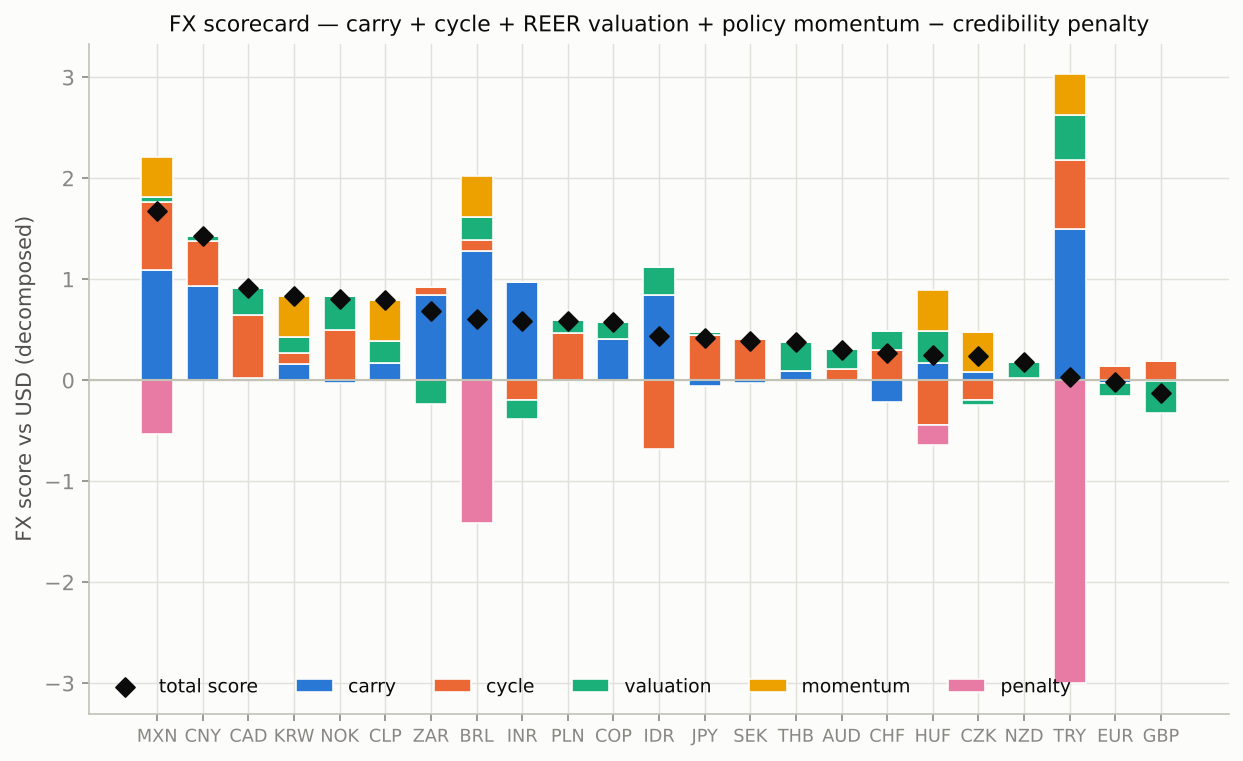 FX scorecard — carry + cycle + REER valuation + policy momentum − credibility penalty
FX score vs USD (decomposed)
3
2
1
0
−1
−2
−3
total score carry cycle valuation momentum penalty
MXN CNY CAD KRW NOK CLP ZAR BRL INR PLN COP IDR JPY SEK THB AUD CHF HUF CZK NZD TRY EUR GBP